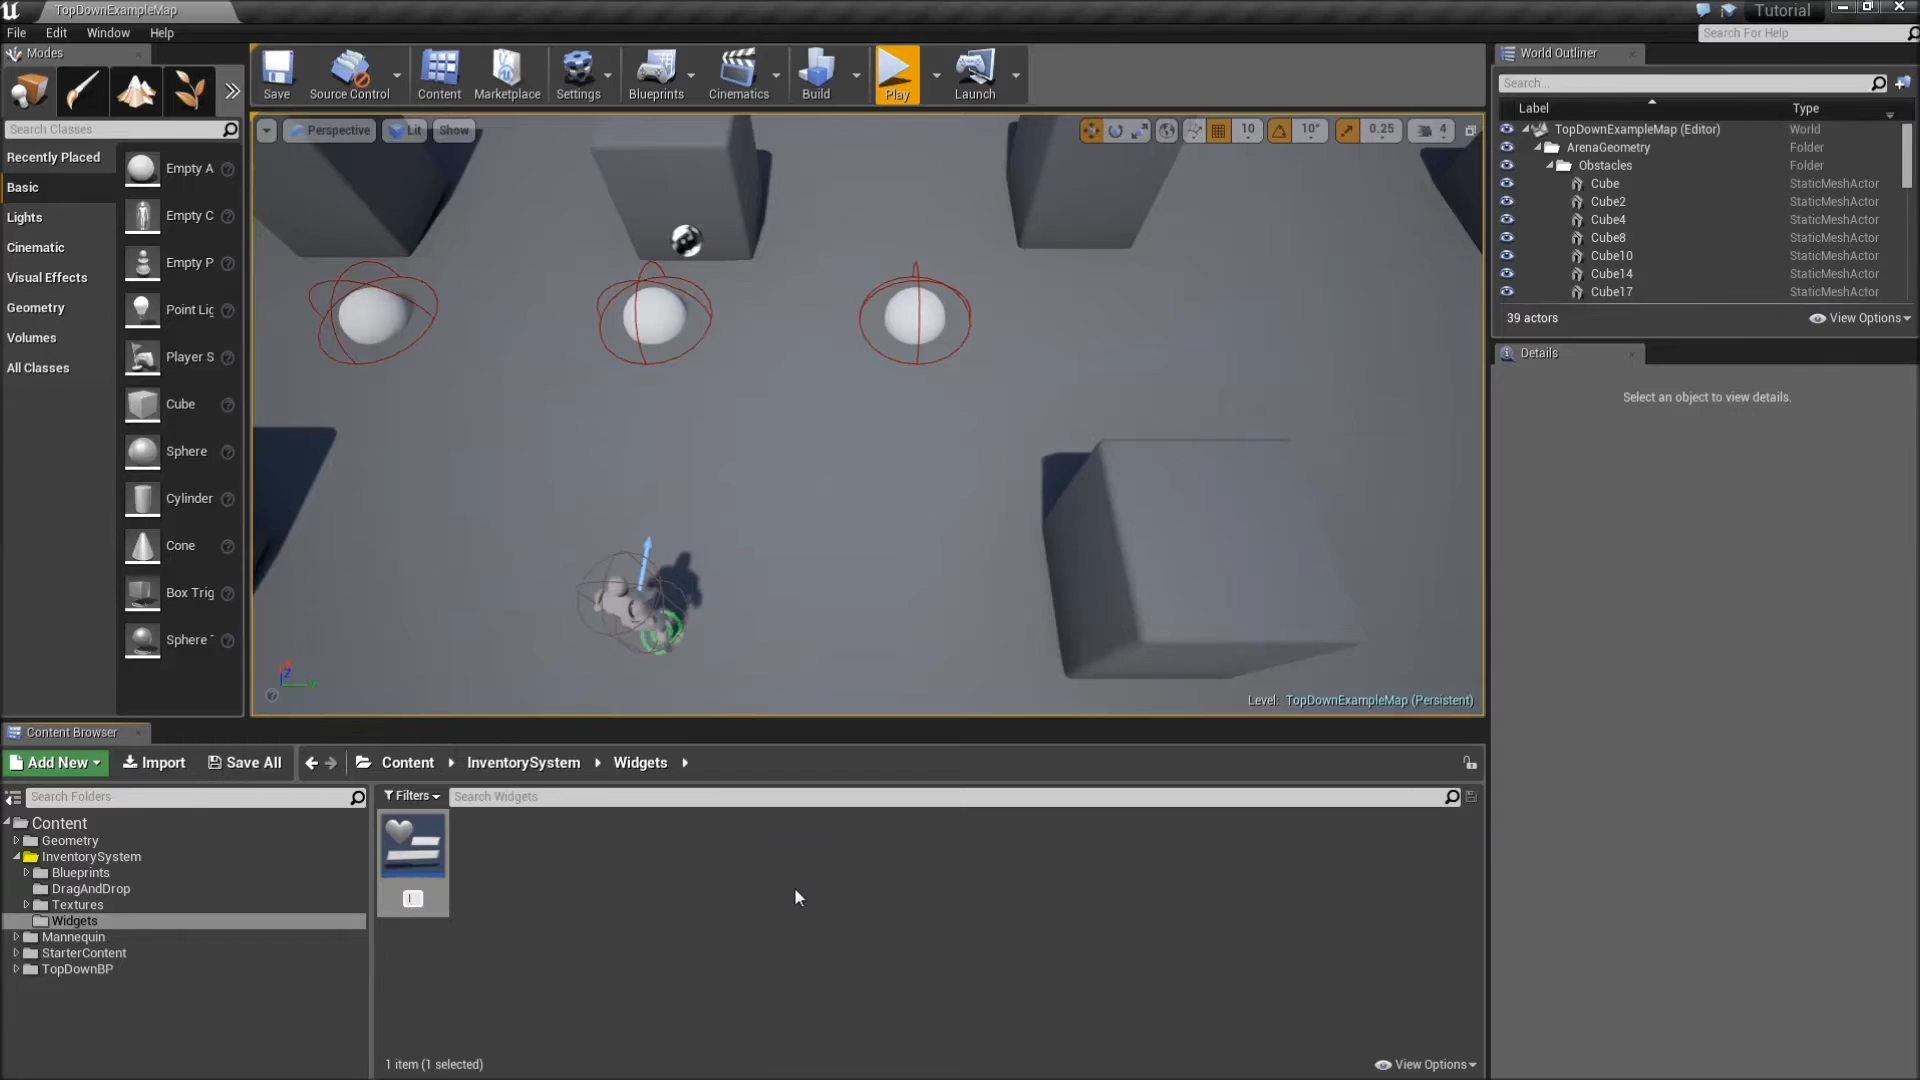 TopDownExampleMap
Tutorial
File Edit Window Help
Search For Help
Modes
Save
Source Control
Content
Marketplace
Settings
Blueprints
Cinematics
Build
Play
Launch
Search Classes
Recently Placed
Basic
Lights
Cinematic
Visual Effects
Geometry
Volumes
All Classes
Empty A
Empty C
Empty P
Point Lig
Player S
Cube
Sphere
Cylinder
Cone
Box Trig
Sphere
Perspective
Lit
Show
10
10°
0.25
4
Z
Level: TopDownExampleMap (Persistent)
World Outliner
Search...
Label Type
TopDownExampleMap (Editor) World
ArenaGeometry Folder
Obstacles Folder
Cube StaticMeshActor
Cube2 StaticMeshActor
Cube4 StaticMeshActor
Cube8 StaticMeshActor
Cube10 StaticMeshActor
Cube14 StaticMeshActor
Cube17 StaticMeshActor
39 actors
View Options
Details
Select an object to view details.
Content Browser
Add New
Import
Save All
Content
InventorySystem
Widgets
Search Folders
Filters
Search Widgets
Content
Geometry
InventorySystem
Blueprints
DragAndDrop
Textures
Widgets
Mannequin
StarterContent
TopDownBP
1 item (1 selected)
View Options